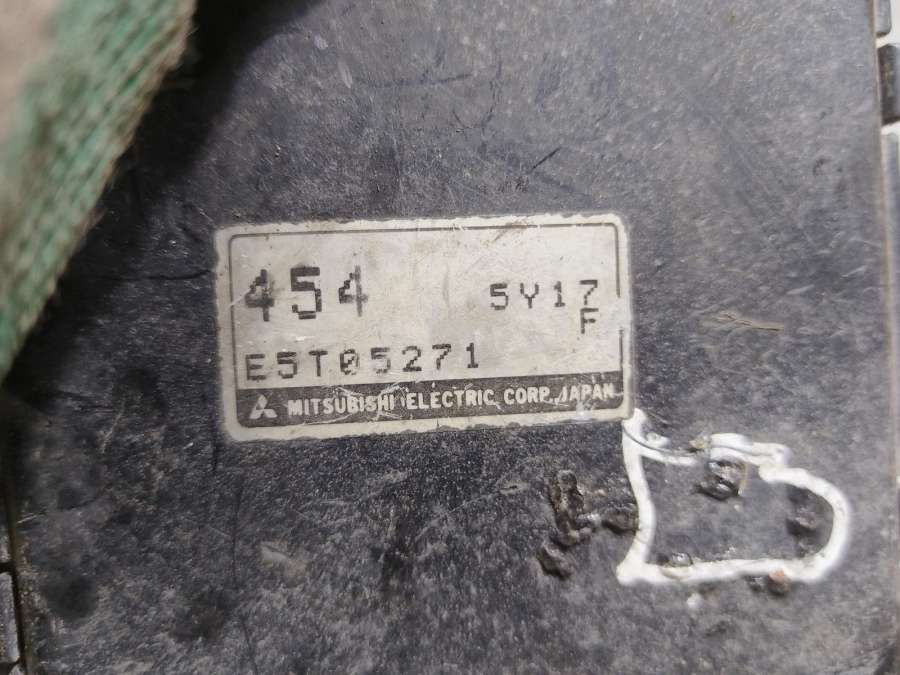 454 5Y17
F
E5T05271
MITSUBISHI ELECTRIC CORP. JAPAN